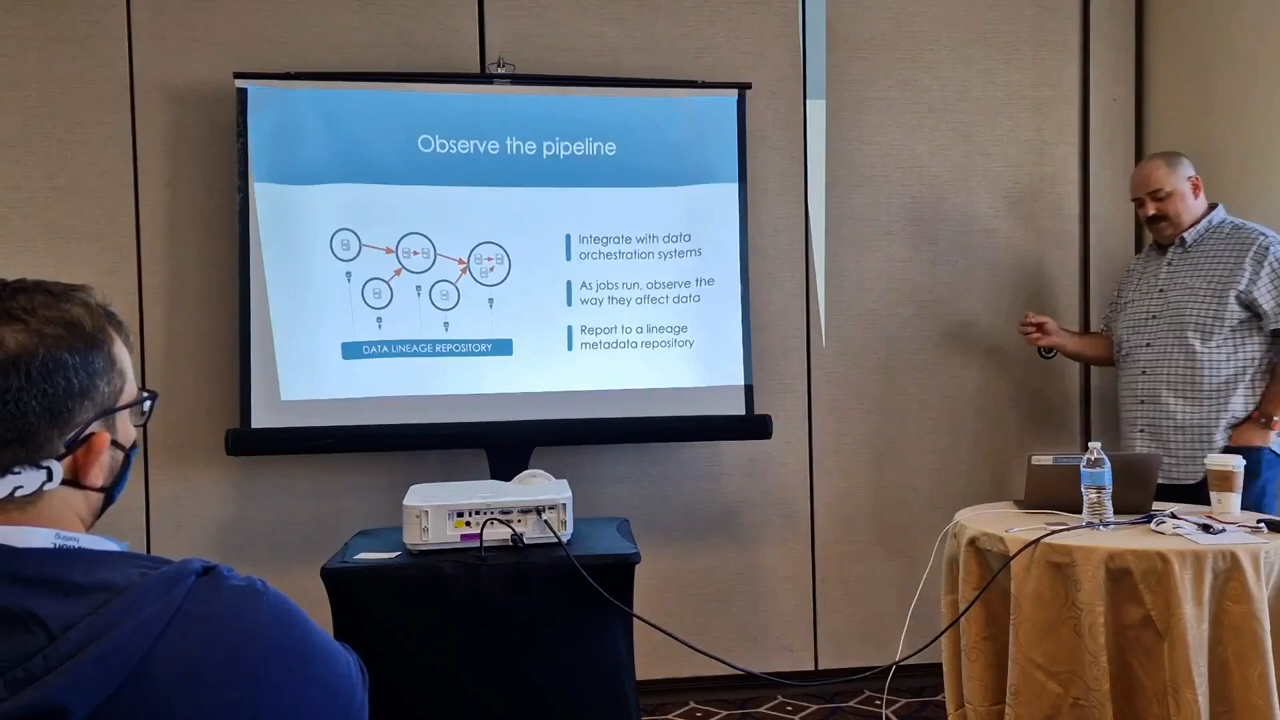 Observe the pipeline
Integrate with data
orchestration systems
As jobs run, observe the
way they affect data
Report to a lineage
metadata repository
DATA LINEAGE REPOSITORY